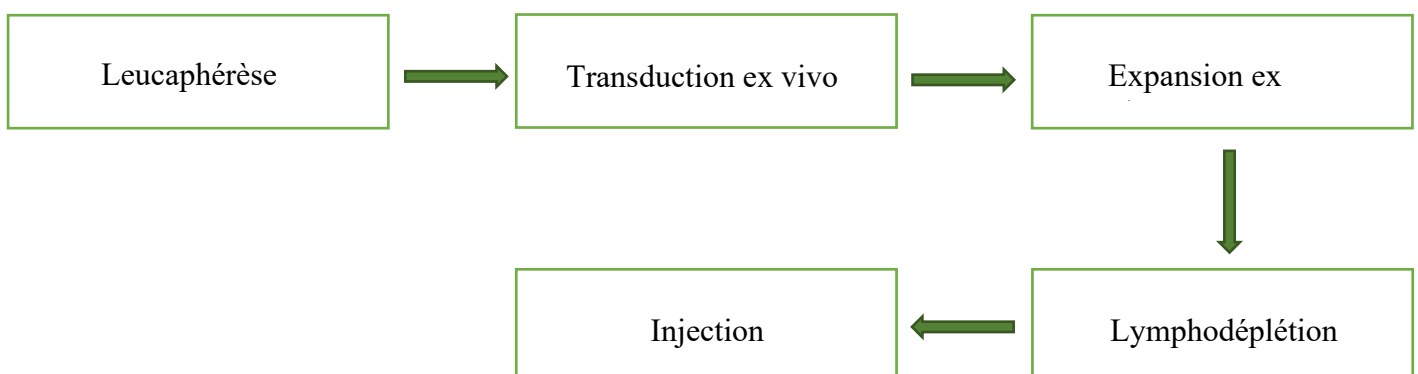 Leucaphérèse
Transduction ex vivo
Expansion ex
Lymphodéplétion
Injection